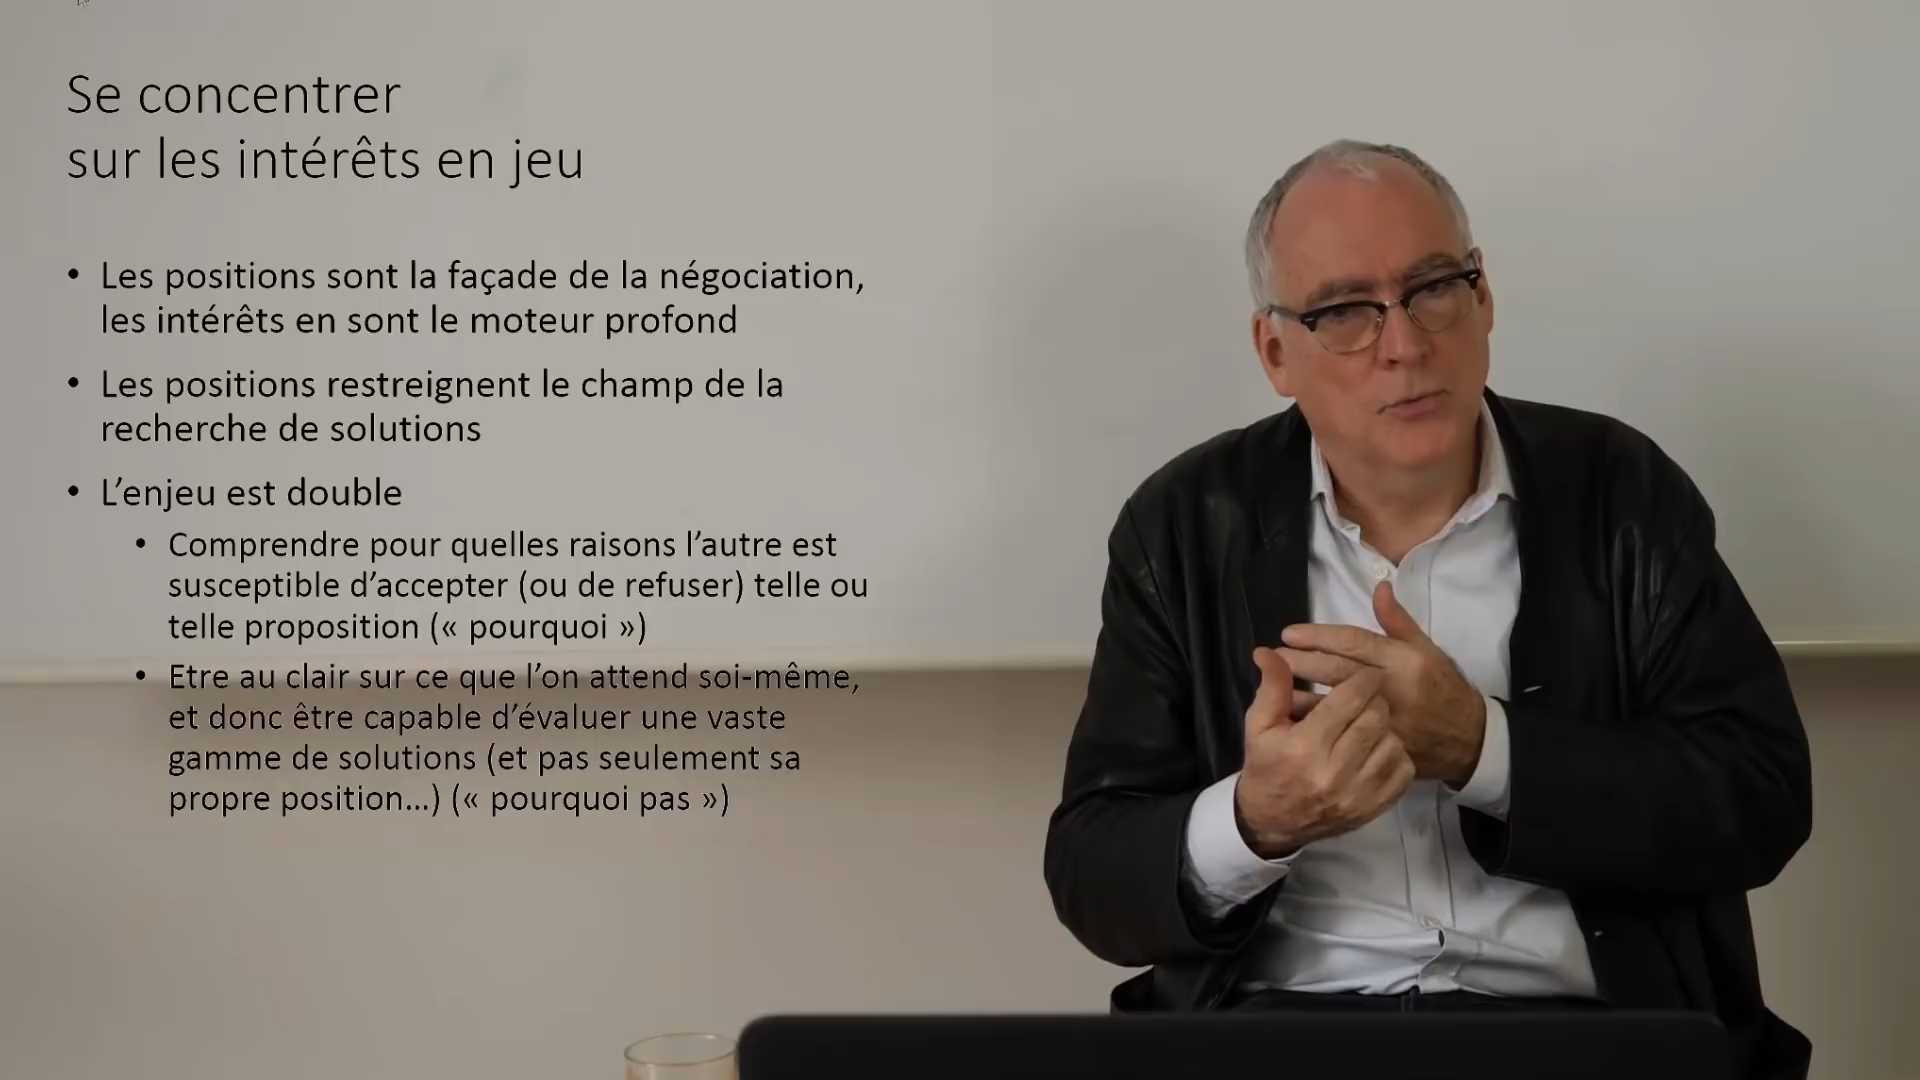 Se concentrer
sur les intérêts en jeu
• Les positions sont la façade de la négociation,
les intérêts en sont le moteur profond
• Les positions restreignent le champ de la
recherche de solutions
• L’enjeu est double
• Comprendre pour quelles raisons l’autre est
susceptible d’accepter (ou de refuser) telle ou
telle proposition (« pourquoi »)
• Etre au clair sur ce que l’on attend soi-même,
et donc être capable d’évaluer une vaste
gamme de solutions (et pas seulement sa
propre position…) (« pourquoi pas »)